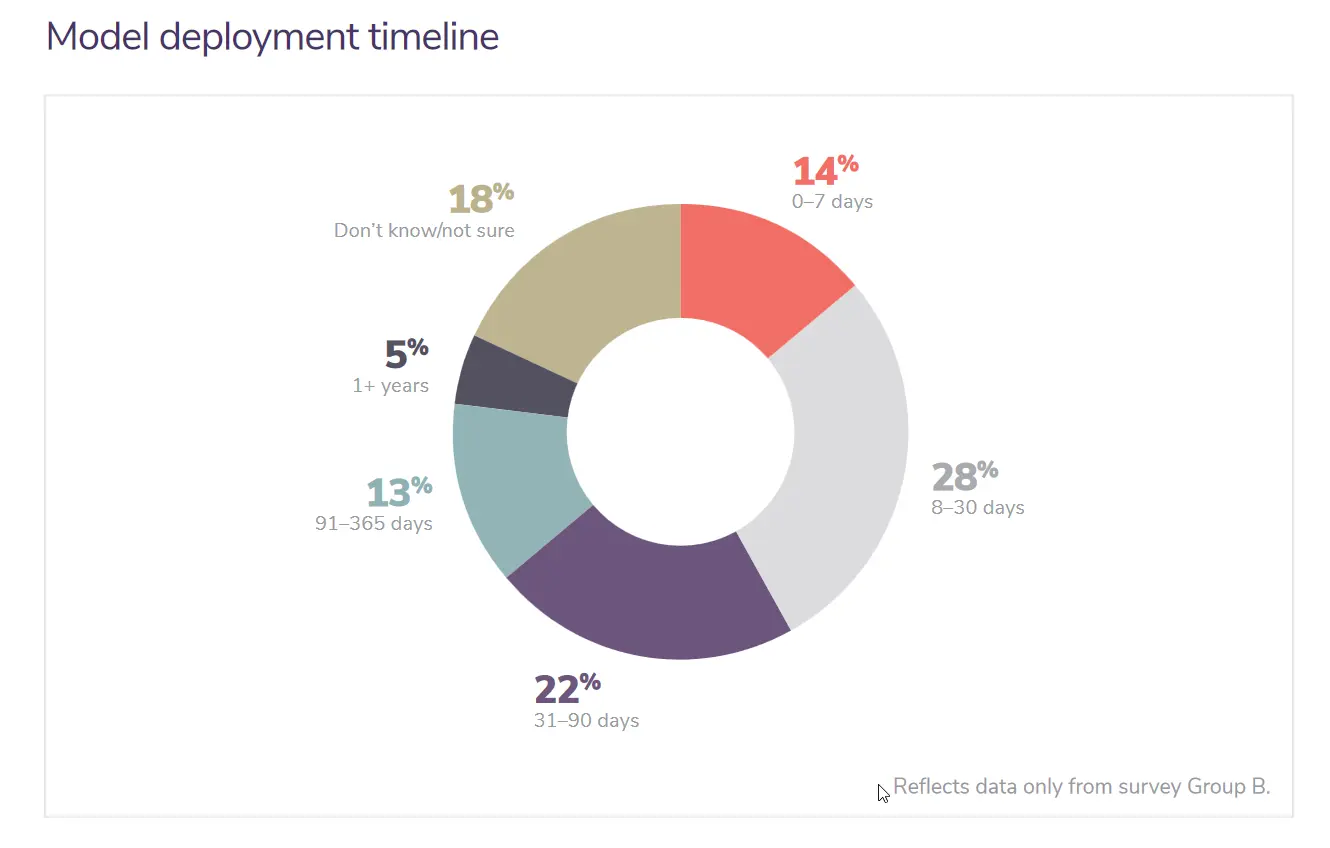 Model deployment timeline
14%
0–7 days
18%
Don't know/not sure
5%
1+ years
28%
8–30 days
13%
91–365 days
22%
31–90 days
Reflects data only from survey Group B.